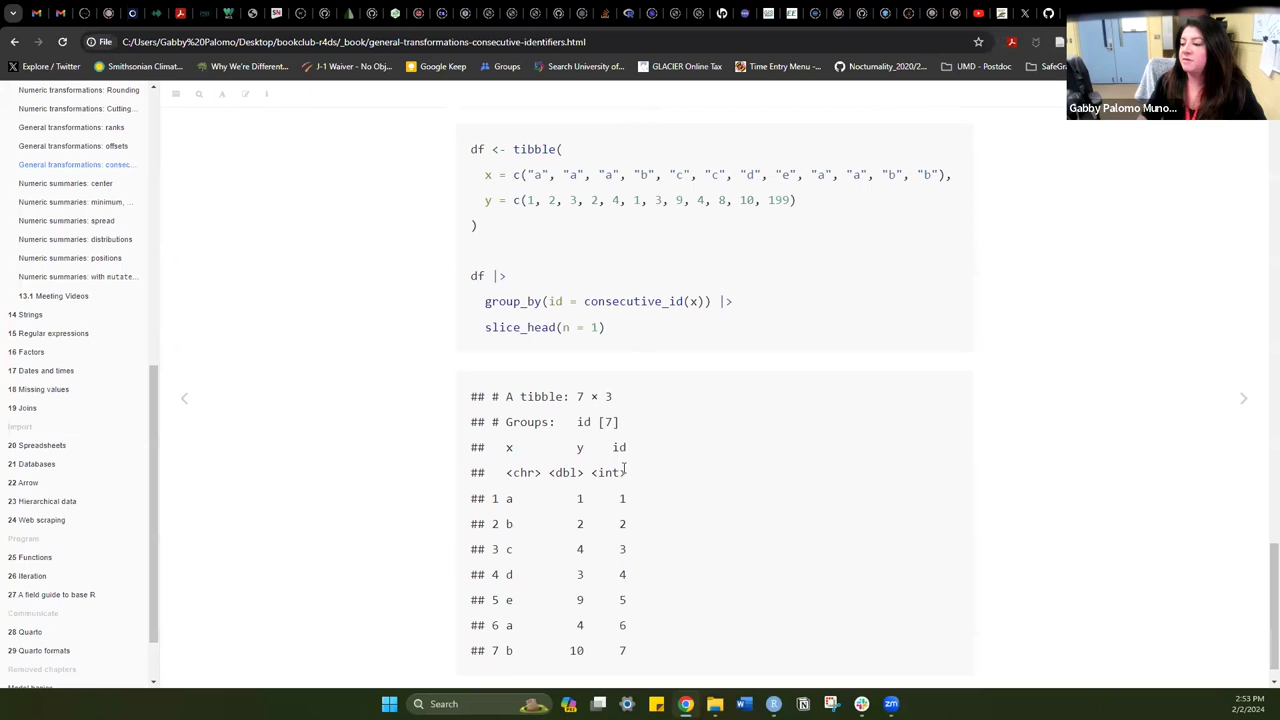 C:/Users/Gabby%20Palomo/Desktop/bookclub-r4ds/_book/general-transformations-consecutive-identifiers.html
File
Explore / Twitter
Smithsonian Climat...
Why We're Different...
J-1 Waiver - No Obj...
Google Keep
Groups
Search University of...
GLACIER Online Tax
Time Entry Menu -...
Nocturnality_2020/2...
UMD - Postdoc
Gabby Palomo Muno...
Numeric transformations: Rounding
Numeric transformations: Cutting...
General transformations: ranks
General transformations: offsets
General transformations: consec...
Numeric summaries: center
Numeric summaries: minimum, ...
Numeric summaries: spread
Numeric summaries: distributions
Numeric summaries: positions
Numeric summaries: with mutate...
13.1 Meeting Videos
14 Strings
15 Regular expressions
16 Factors
17 Dates and times
18 Missing values
19 Joins
Import
20 Spreadsheets
21 Databases
22 Arrow
23 Hierarchical data
24 Web scraping
Program
25 Functions
26 Iteration
27 A field guide to base R
Communicate
28 Quarto
29 Quarto formats
Removed chapters
Model basics
df <- tibble(
x = c("a", "a", "a", "b", "c", "c", "d", "e", "a", "a", "b", "b"),
y = c(1, 2, 3, 2, 4, 1, 3, 9, 4, 8, 10, 199)
)
df |>
group_by(id = consecutive_id(x)) |>
slice_head(n = 1)
## # A tibble: 7 × 3
## # Groups: id [7]
## x y id
## <chr> <dbl> <int>
## 1 a 1 1
## 2 b 2 2
## 3 c 4 3
## 4 d 3 4
## 5 e 9 5
## 6 a 4 6
## 7 b 10 7
Search
2:53 PM
2/2/2024